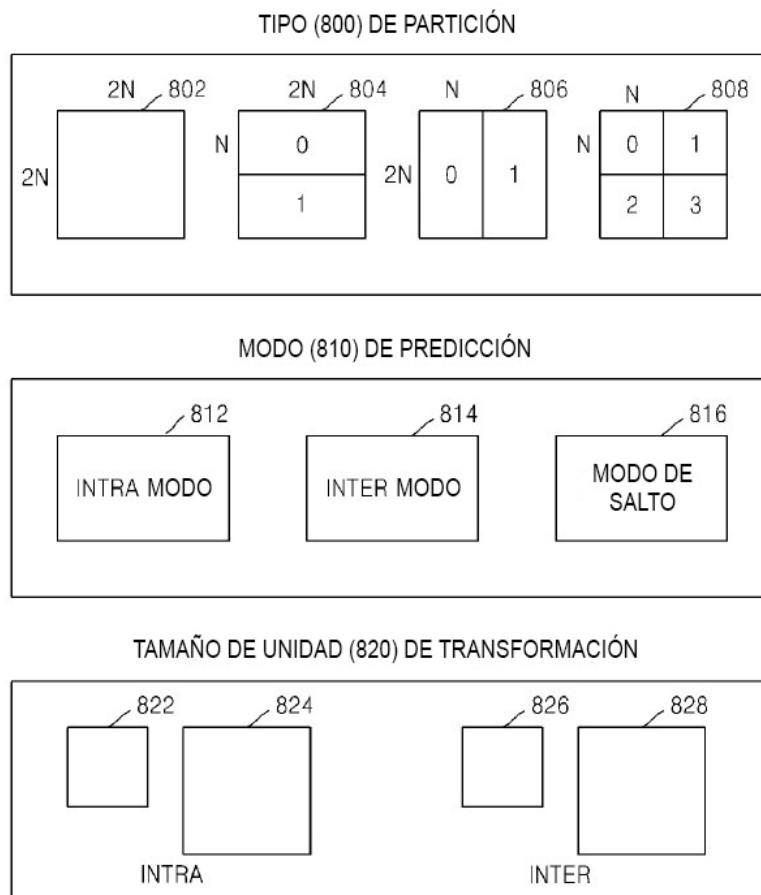 TIPO (800) DE PARTICIÓN
2N 802 2N 804 N 806 N 808
2N N 0 2N 0 1 N 0 1
1 2 3
MODO (810) DE PREDICCIÓN
812 814 816
INTRA MODO INTER MODO MODO DE
SALTO
TAMAÑO DE UNIDAD (820) DE TRANSFORMACIÓN
822 824 826 828
INTRA INTER